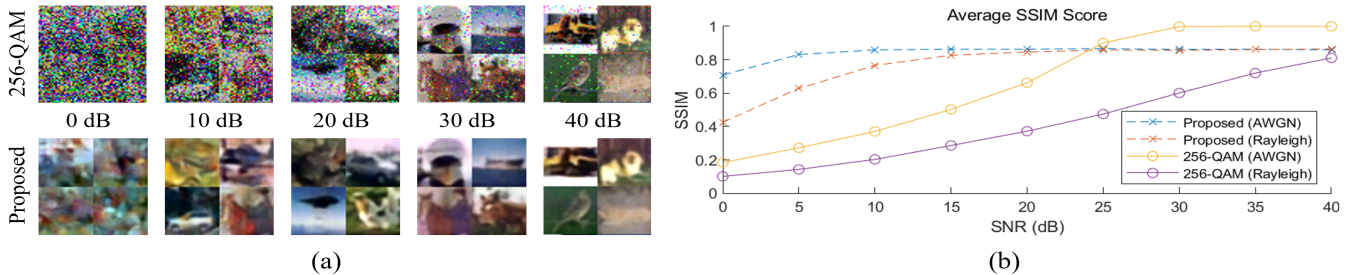 256-QAM
0 dB
10 dB
20 dB
30 dB
40 dB
Proposed
(a)
Average SSIM Score
SSIM
1
0.8
0.6
0.4
0.2
0
0
5
10
15
20
25
30
35
40
SNR (dB)
Proposed (AWGN)
Proposed (Rayleigh)
256-QAM (AWGN)
256-QAM (Rayleigh)
(b)